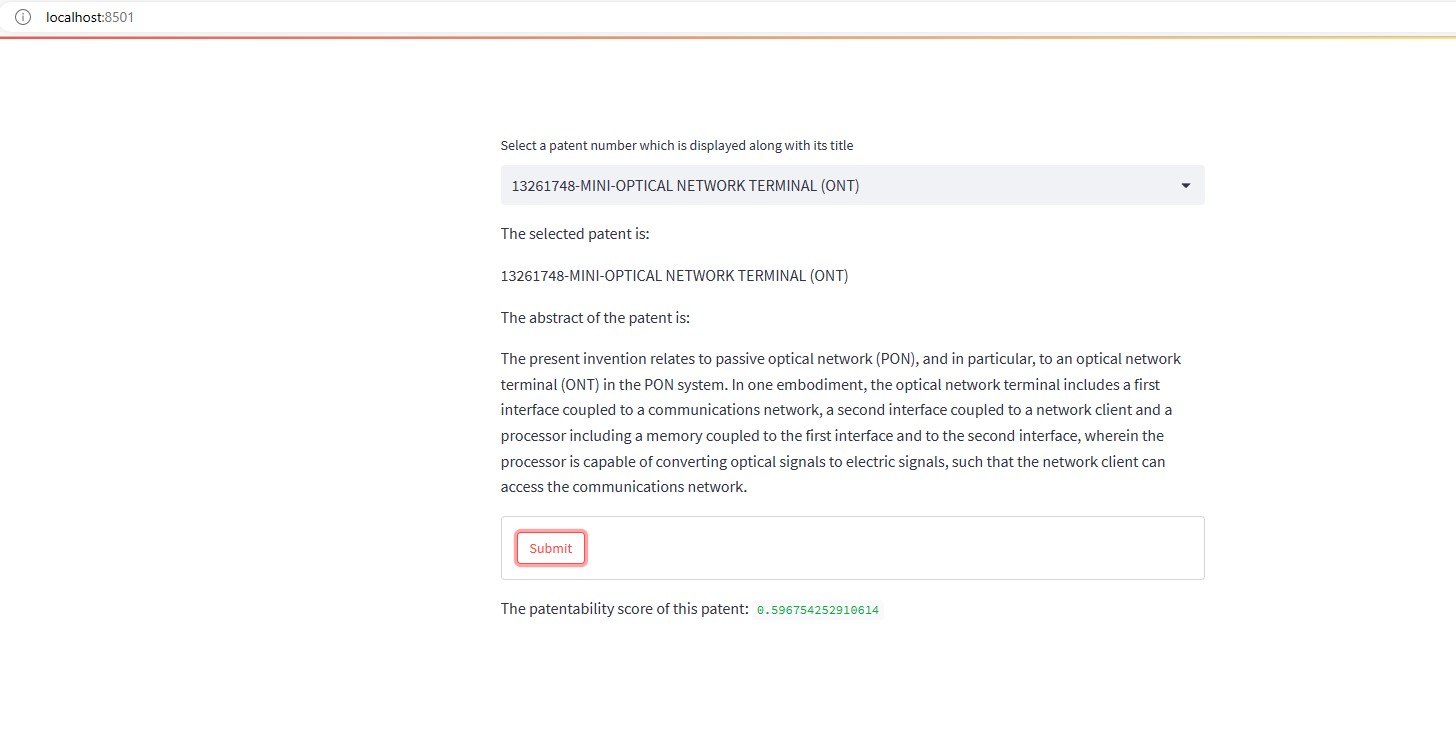 localhost:8501
Select a patent number which is displayed along with its title
13261748-MINI-OPTICAL NETWORK TERMINAL (ONT)
The selected patent is:
13261748-MINI-OPTICAL NETWORK TERMINAL (ONT)
The abstract of the patent is:
The present invention relates to passive optical network (PON), and in particular, to an optical network
terminal (ONT) in the PON system. In one embodiment, the optical network terminal includes a first
interface coupled to a communications network, a second interface coupled to a network client and a
processor including a memory coupled to the first interface and to the second interface, wherein the
processor is capable of converting optical signals to electric signals, such that the network client can
access the communications network.
Submit
The patentability score of this patent: 0.596754252910614